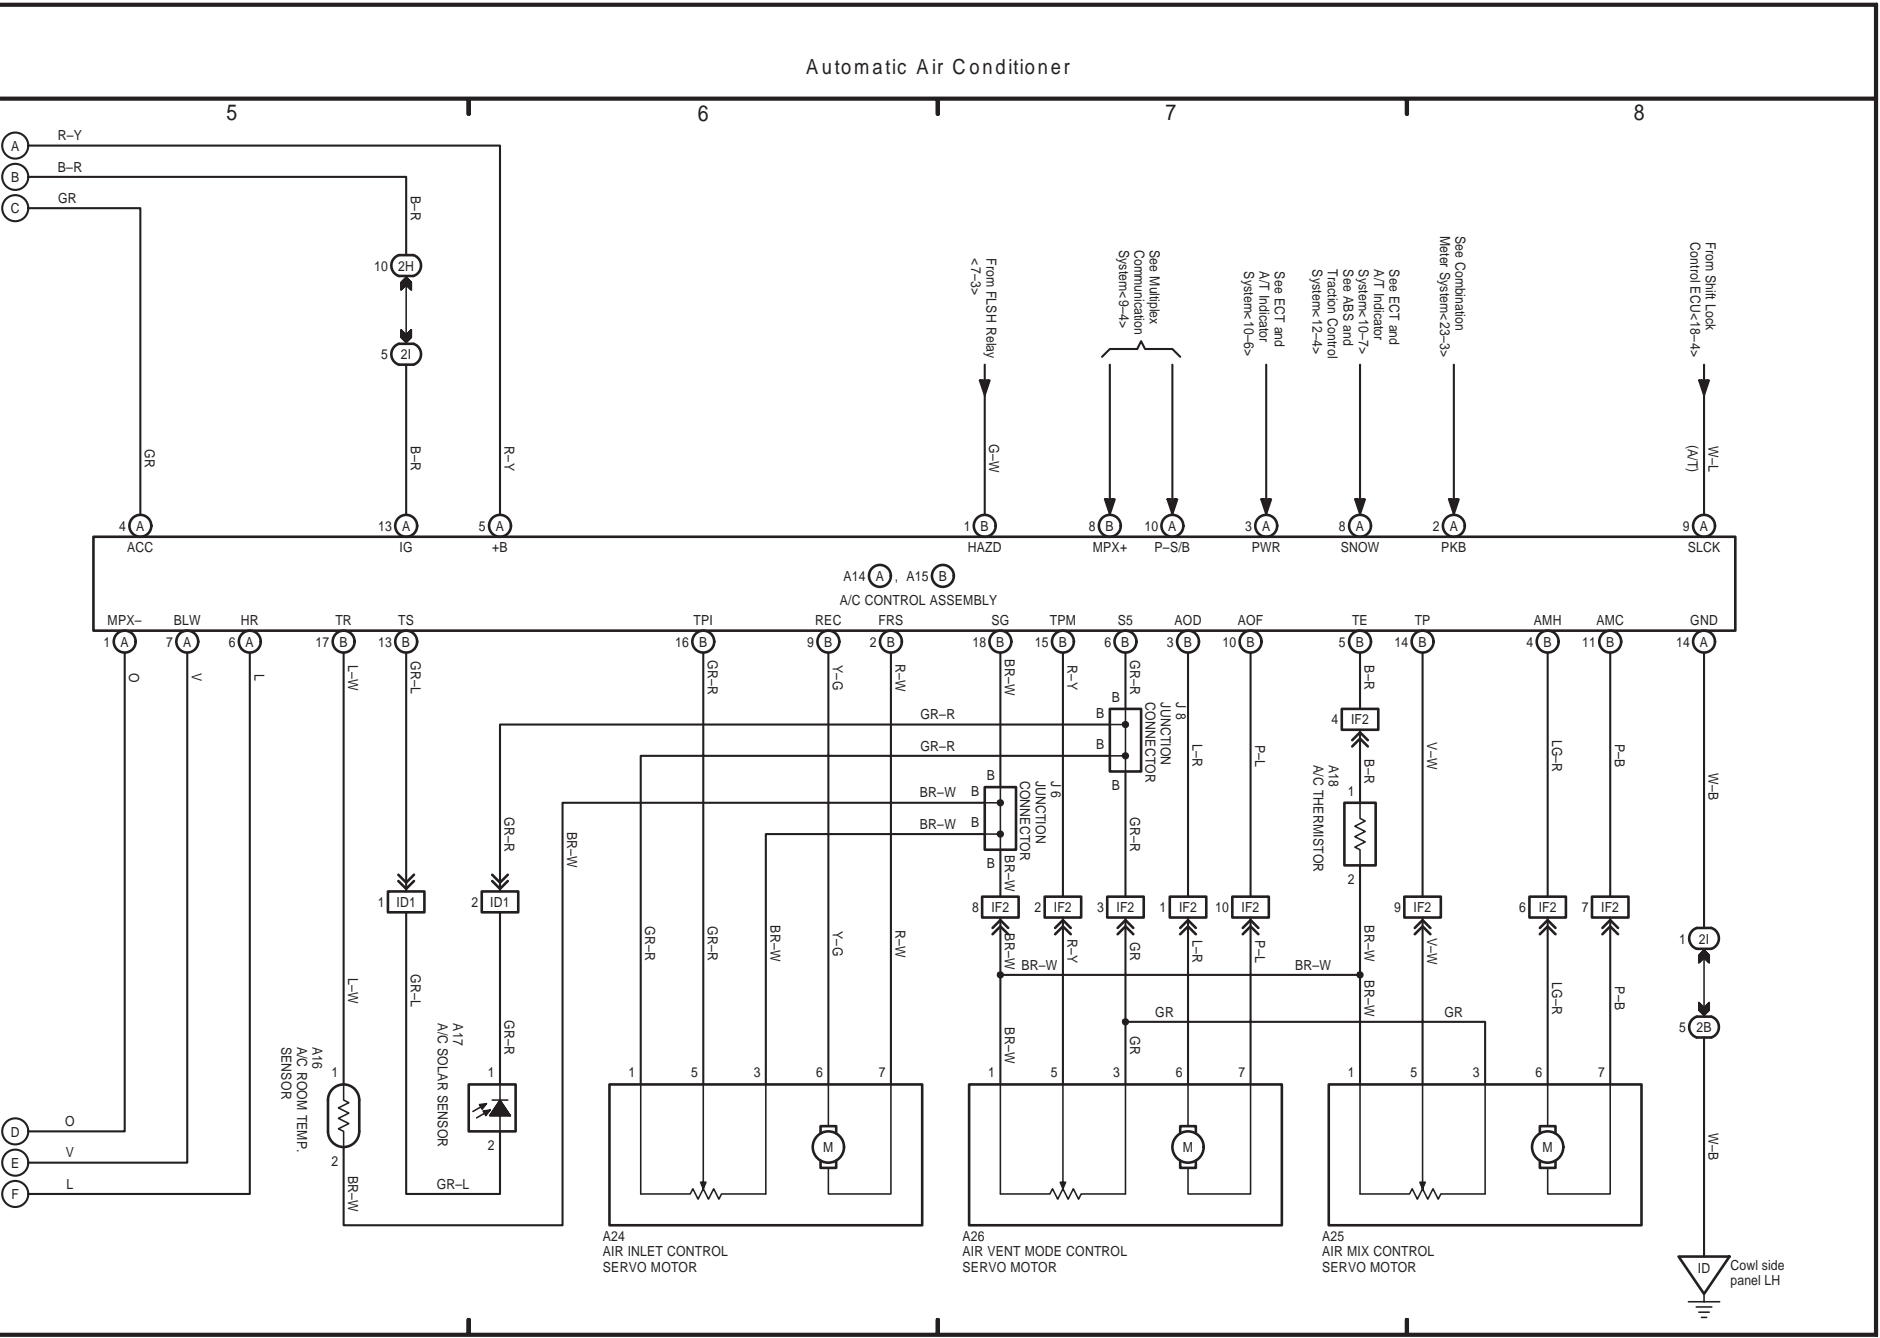 Automatic Air Conditioner
5
6
7
8
A
R–Y
B
B–R
C
GR
B–R
10
2H
5
2I
GR
B–R
R–Y
From FLSH Relay
<7–3>
See Multiplex
Communication
System<9–4>
See ECT and
A/T Indicator
System<10–6>
See ECT and
A/T Indicator
System<10–7>
See ABS and
Traction Control
System<12–4>
See Combination
Meter System<23–3>
From Shift Lock
Control ECU<18–4>
G–W
W–L
(A/T)
4 A
13 A
5 A
1 B
8 B
10 A
3 A
8 A
2 A
9 A
ACC
IG
+B
HAZD
MPX+
P–S/B
PWR
SNOW
PKB
SLCK
A14 A , A15 B
A/C CONTROL ASSEMBLY
MPX–
BLW
HR
TR
TS
TPI
REC
FRS
SG
TPM
S5
AOD
AOF
TE
TP
AMH
AMC
GND
1 A
7 A
6 A
17 B
13 B
16 B
9 B
2 B
18 B
15 B
6 B
3 B
10 B
5 B
14 B
4 B
11 B
14 A
O
V
L
L–W
GR–L
GR–R
Y–G
R–W
BR–W
R–Y
GR–R
B–R
B
GR–R
B
GR–R
B
B
J 8
JUNCTION
CONNECTOR
4
IF2
B
BR–W
B
BR–W
B
B
J 6
JUNCTION
CONNECTOR
L–R
P–L
B–R
A18
A/C THERMISTOR
1
2
V–W
LG–R
P–B
W–B
GR–R
BR–W
BR–W
GR–R
1
ID1
2
ID1
8
IF2
2
IF2
3
IF2
1
IF2
10
IF2
9
IF2
6
IF2
7
IF2
GR–R
GR–R
BR–W
Y–G
R–W
BR–W
R–Y
GR
L–R
P–L
BR–W
V–W
1
2I
BR–W
BR–W
L–W
GR–L
BR–W
LG–R
P–B
GR
GR
5
2B
A16
A/C ROOM TEMP.
SENSOR
A17
A/C SOLAR SENSOR
GR–R
BR–W
GR
1
1
1
5
3
6
7
1
5
3
6
7
1
5
3
6
7
D
O
E
V
F
L
M
M
M
W–B
2
2
BR–W
GR–L
A24
AIR INLET CONTROL
SERVO MOTOR
A26
AIR VENT MODE CONTROL
SERVO MOTOR
A25
AIR MIX CONTROL
SERVO MOTOR
ID
Cowl side
panel LH